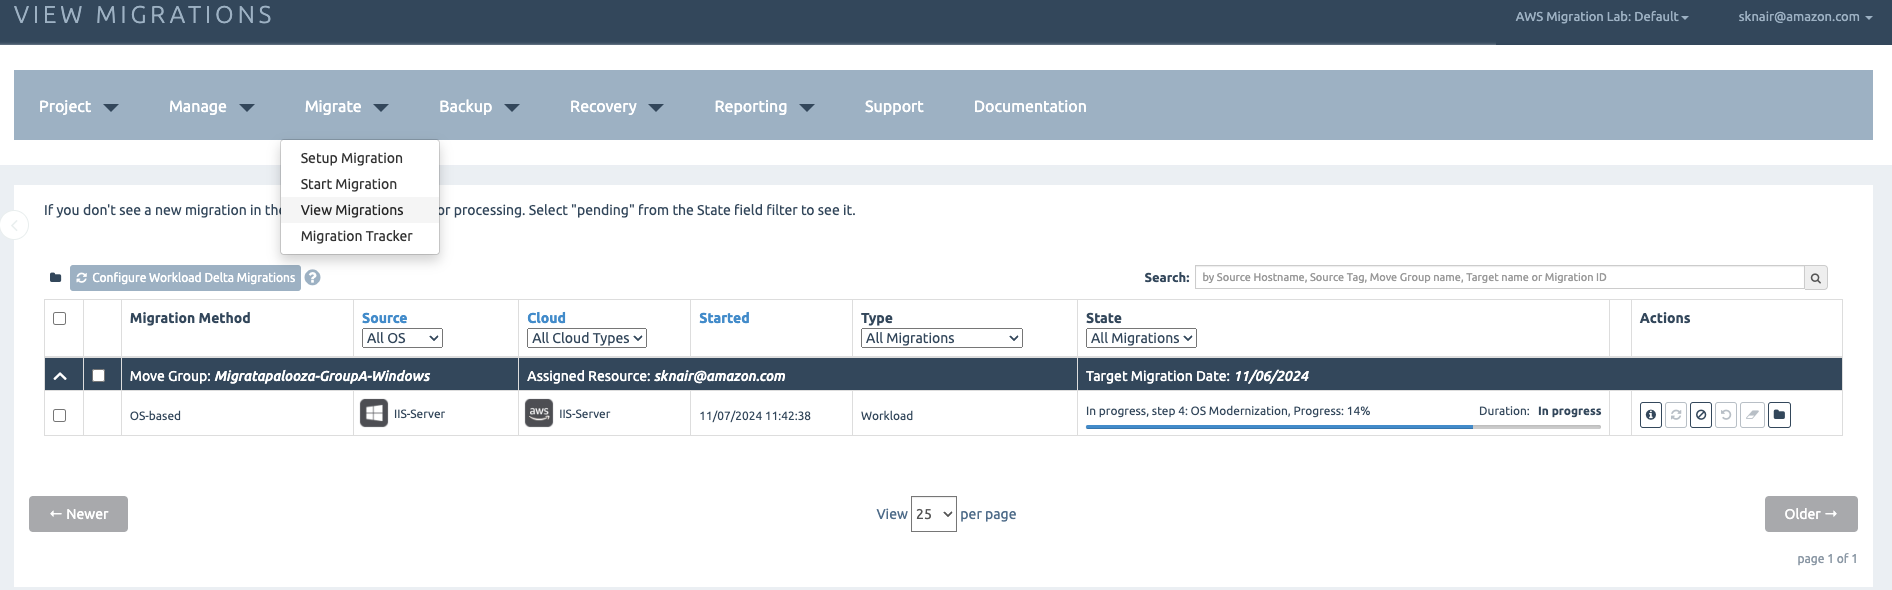 VIEW MIGRATIONS
AWS Migration Lab: Default
sknair@amazon.com
Project
Manage
Migrate
Backup
Recovery
Reporting
Support
Documentation
Setup Migration
Start Migration
View Migrations
Migration Tracker
If you don't see a new migration in the
or processing. Select "pending" from the State field filter to see it.
Configure Workload Delta Migrations
?
Search:
by Source Hostname, Source Tag, Move Group name, Target name or Migration ID
Migration Method
Source
All OS
Cloud
All Cloud Types
Started
Type
All Migrations
State
All Migrations
Actions
Move Group: Migratapalooza-GroupA-Windows
Assigned Resource: sknair@amazon.com
Target Migration Date: 11/06/2024
OS-based
IIS-Server
aws
IIS-Server
11/07/2024 11:42:38
Workload
In progress, step 4: OS Modernization, Progress: 14%
Duration: In progress
← Newer
View 25 per page
Older →
page 1 of 1